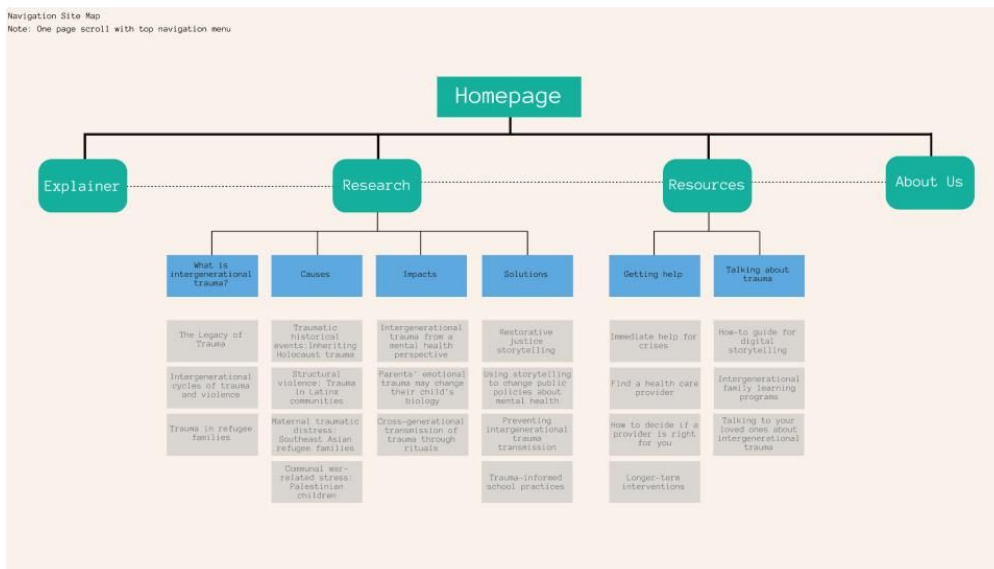 Navigation Site Map
Note: One page scroll with top navigation menu
Homepage
Explainer
Research
Resources
About Us
What is
intergenerational
trauma?
Causes
Impacts
Solutions
Getting help
Talking about
trauma
The Legacy of
Trauma
Intergenerational
cycles of trauma
and violence
Trauma in refugee
families
Traumatic
historical
events:Inheriting
Holocaust trauma
Structural
violence: Trauma
in Latinx
communities
Maternal traumatic
distress:
Southeast Asian
refugee families
Communal war-
related stress:
Palestinian
children
Intergenerational
trauma from a
mental health
perspective
Parents' emotional
trauma may change
their child's
biology
Cross-generational
transmission of
trauma through
rituals
Restorative
justice
storytelling
Using storytelling
to change public
policies about
mental health
Preventing
intergenerational
trauma
transmission
Trauma-informed
school practices
Immediate help for
crises
Find a health care
provider
How to decide if a
provider is right
for you
Longer-term
interventions
How-to guide for
digital
storytelling
Intergenerational
family learning
programs
Talking to your
loved ones about
intergenerational
trauma